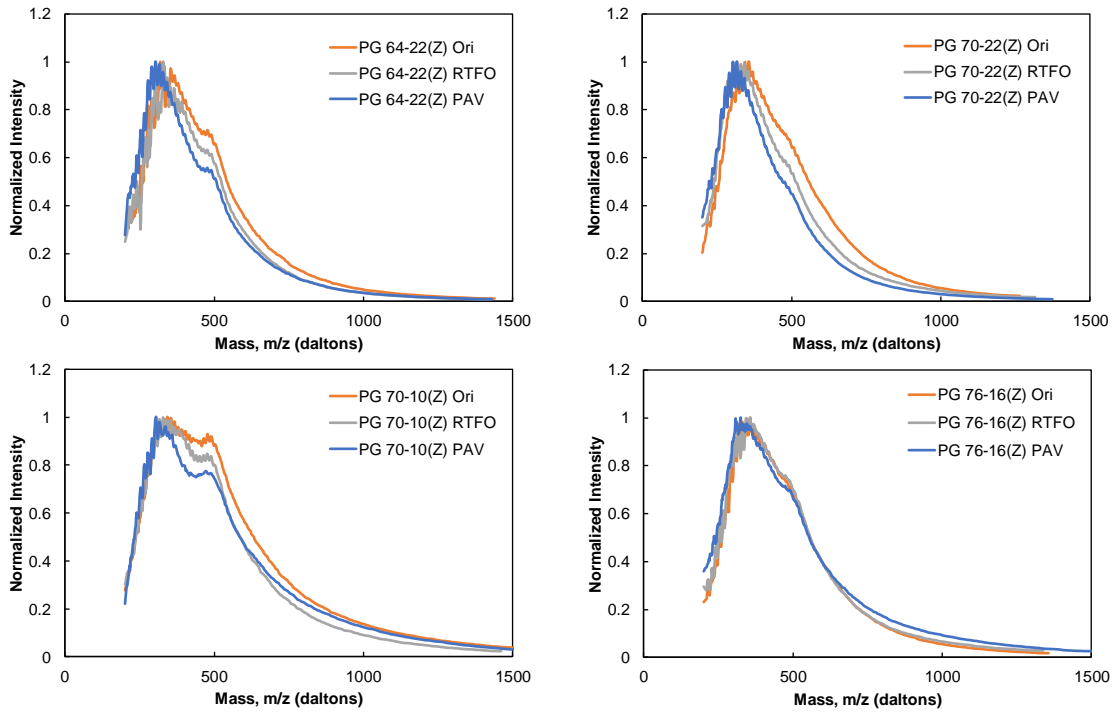 1.2
1
0.8
0.6
0.4
0.2
0
Normalized Intensity
PG 64-22(Z) Ori
PG 64-22(Z) RTFO
PG 64-22(Z) PAV
0 500 1000 1500
Mass, m/z (daltons)
1.2
1
0.8
0.6
0.4
0.2
0
Normalized Intensity
PG 70-22(Z) Ori
PG 70-22(Z) RTFO
PG 70-22(Z) PAV
0 500 1000 1500
Mass, m/z (daltons)
1.2
1
0.8
0.6
0.4
0.2
0
Normalized Intensity
PG 70-10(Z) Ori
PG 70-10(Z) RTFO
PG 70-10(Z) PAV
0 500 1000 1500
Mass, m/z (daltons)
1.2
1
0.8
0.6
0.4
0.2
0
Normalized Intensity
PG 76-16(Z) Ori
PG 76-16(Z) RTFO
PG 76-16(Z) PAV
0 500 1000 1500
Mass, m/z (daltons)